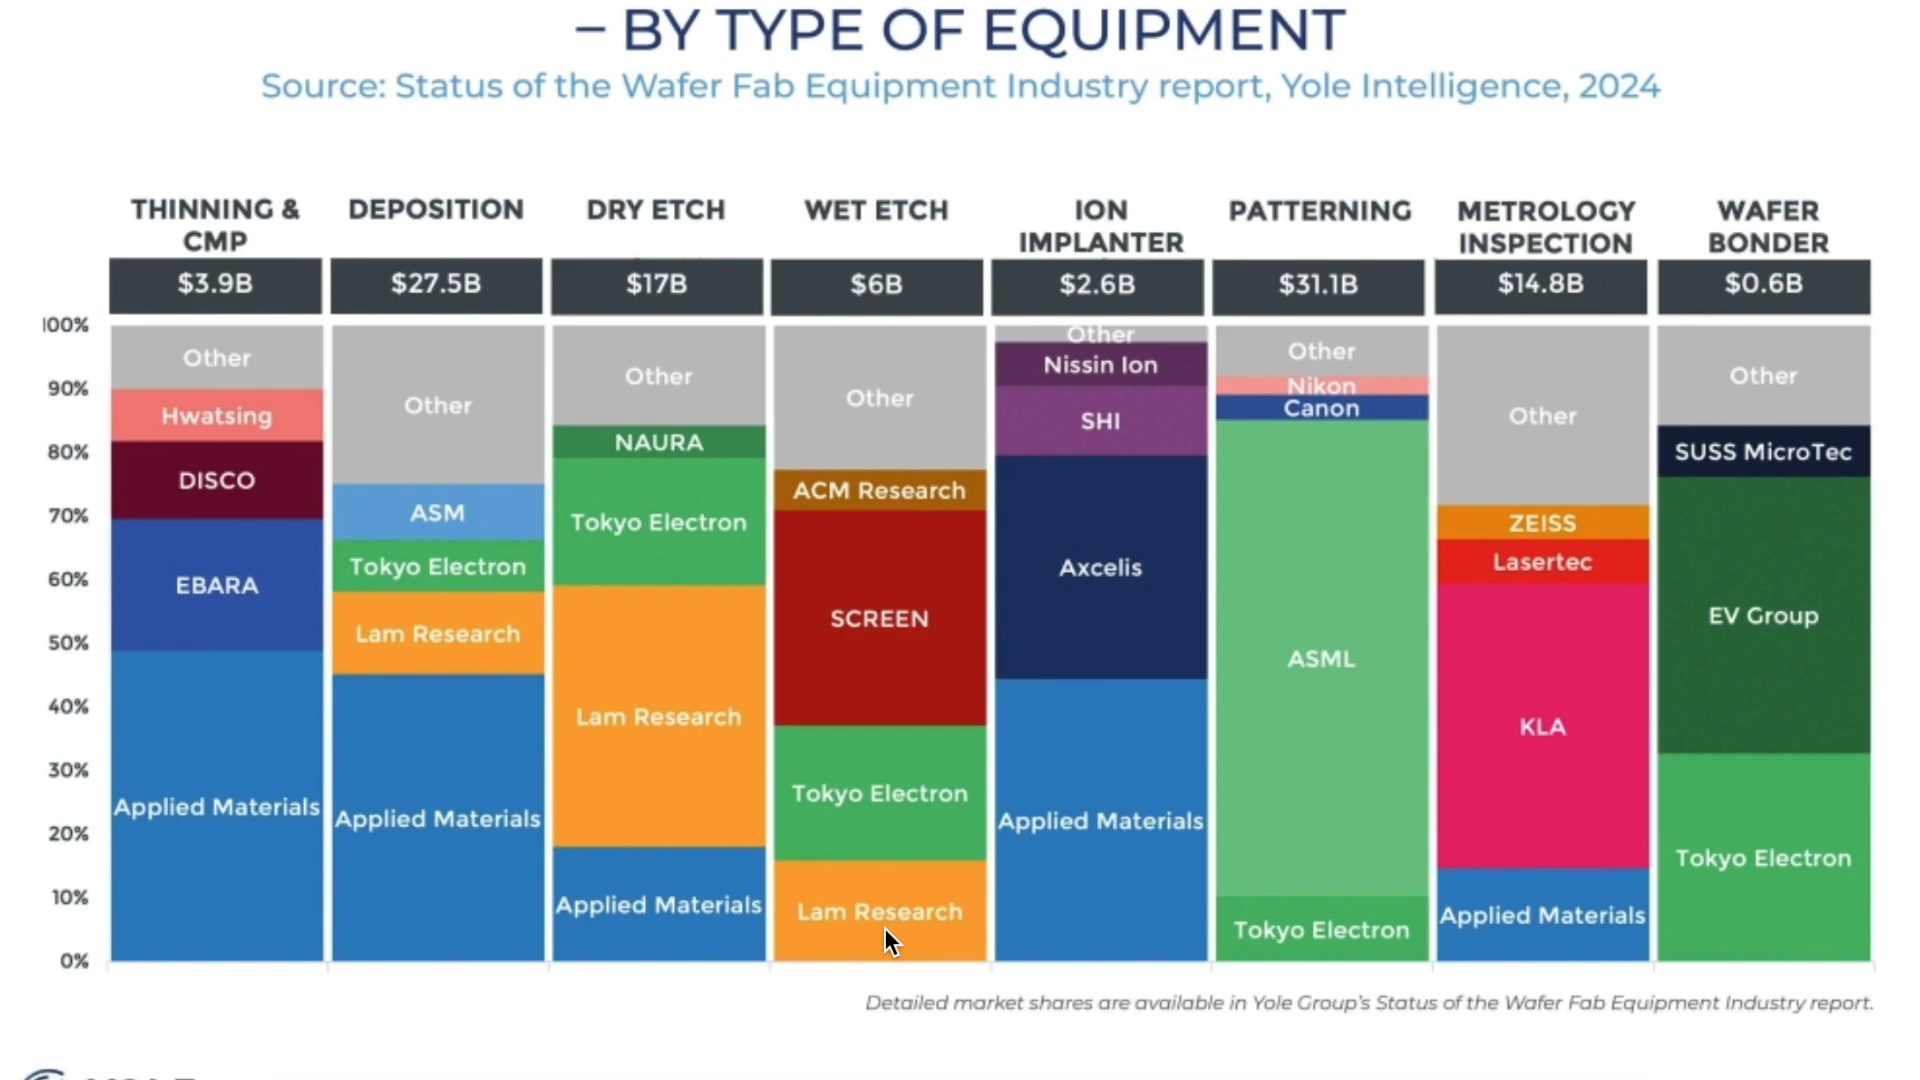 – BY TYPE OF EQUIPMENT
Source: Status of the Wafer Fab Equipment Industry report, Yole Intelligence, 2024
THINNING &
CMP
$3.9B
DEPOSITION
$27.5B
DRY ETCH
$17B
WET ETCH
$6B
ION
IMPLANTER
$2.6B
PATTERNING
$31.1B
METROLOGY
INSPECTION
$14.8B
WAFER
BONDER
$0.6B
100%
90%
80%
70%
60%
50%
40%
30%
20%
10%
0%
Other
Hwatsing
DISCO
EBARA
Applied Materials
Other
ASM
Tokyo Electron
Lam Research
Applied Materials
Other
NAURA
Tokyo Electron
Lam Research
Applied Materials
Other
ACM Research
SCREEN
Tokyo Electron
Lam Research
Other
Nissin Ion
SHI
Axcelis
Applied Materials
Other
Nikon
Canon
ASML
Tokyo Electron
Other
ZEISS
Lasertec
KLA
Applied Materials
Other
SUSS MicroTec
EV Group
Tokyo Electron
Detailed market shares are available in Yole Group's Status of the Wafer Fab Equipment Industry report.